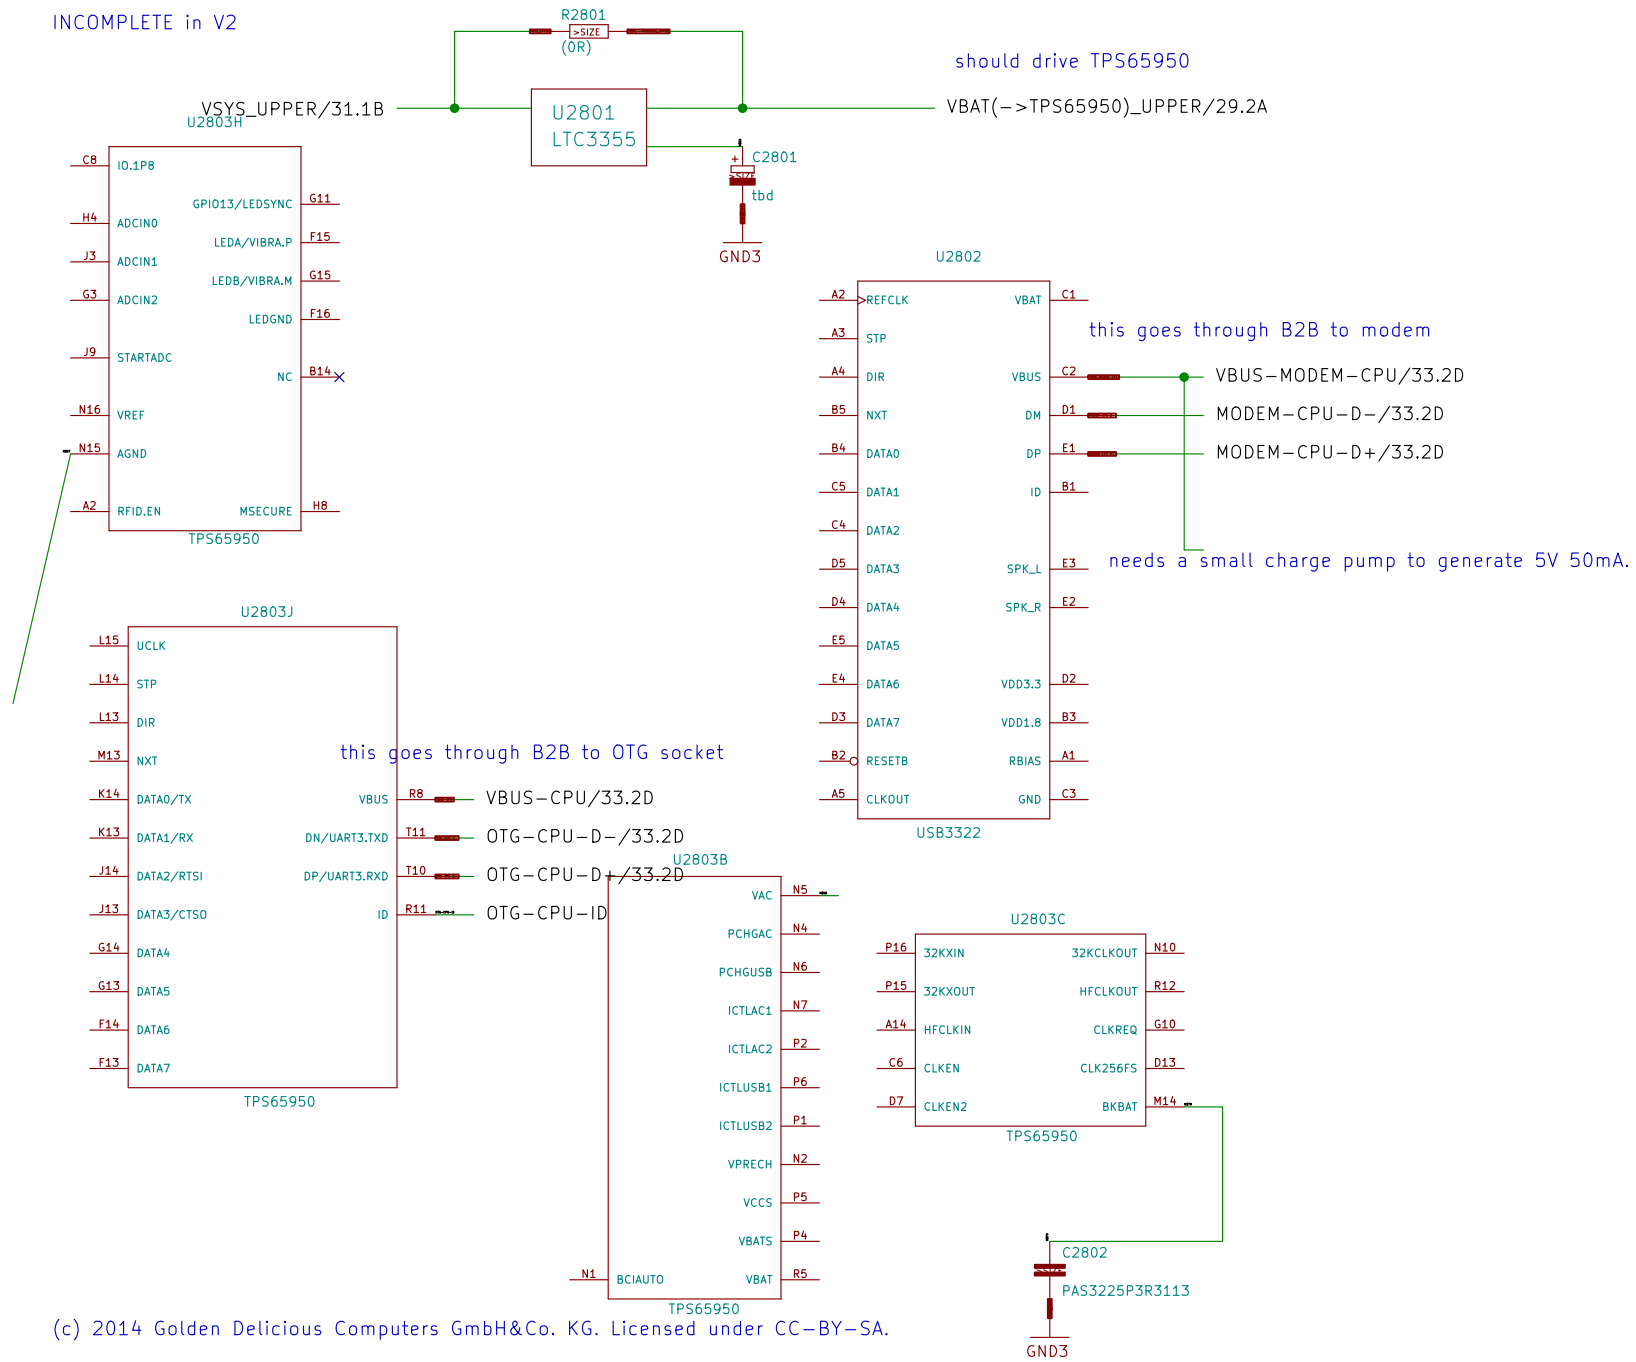 INCOMPLETE in V2
R2801
>SIZE
(0R)
should drive TPS65950
VSYS_UPPER/31.1B
U2801
LTC3355
VBAT(->TPS65950)_UPPER/29.2A
+
C2801
>SIZE
tbd
GND3
U2803H
C8 IO.1P8
GPIO13/LEDSYNC G11
H4 ADCIN0
LEDA/VIBRA.P F15
J3 ADCIN1
LEDB/VIBRA.M G15
G3 ADCIN2
LEDGND F16
J9 STARTADC
NC B14
N16 VREF
N15 AGND
A2 RFID.EN
MSECURE H8
TPS65950
U2802
A2 REFCLK VBAT C1
this goes through B2B to modem
A3 STP
A4 DIR VBUS C2 VBUS-MODEM-CPU/33.2D
B5 NXT DM D1 MODEM-CPU-D-/33.2D
B4 DATA0 DP E1 MODEM-CPU-D+/33.2D
C5 DATA1 ID B1
C4 DATA2
needs a small charge pump to generate 5V 50mA.
D5 DATA3 SPK_L E3
D4 DATA4 SPK_R E2
E5 DATA5
E4 DATA6 VDD3.3 D2
D3 DATA7 VDD1.8 B3
B2 RESETB RBIAS A1
A5 CLKOUT GND C3
USB3322
U2803J
L15 UCLK
L14 STP
L13 DIR
this goes through B2B to OTG socket
M13 NXT
K14 DATA0/TX VBUS R8 VBUS-CPU/33.2D
K13 DATA1/RX DN/UART3.TXD T11 OTG-CPU-D-/33.2D
J14 DATA2/RTSI DP/UART3.RXD T10 OTG-CPU-D+/33.2D
J13 DATA3/CTSO ID R11 OTG-CPU-ID
G14 DATA4
G13 DATA5
F14 DATA6
F13 DATA7
TPS65950
U2803B
VAC N5
PCHGAC N4
PCHGUSB N6
ICTLAC1 N7
ICTLAC2 P2
ICTLUSB1 P6
ICTLUSB2 P1
VPRECH N2
VCCS P5
VBATS P4
N1 BCIAUTO VBAT R5
TPS65950
U2803C
P16 32KXIN 32KCLKOUT N10
P15 32KXOUT HFCLKOUT R12
A14 HFCLKIN CLKREQ G10
C6 CLKEN CLK256FS D13
D7 CLKEN2 BKBAT M14
TPS65950
C2802
PAS3225P3R3113
GND3
(c) 2014 Golden Delicious Computers GmbH&Co. KG. Licensed under CC-BY-SA.